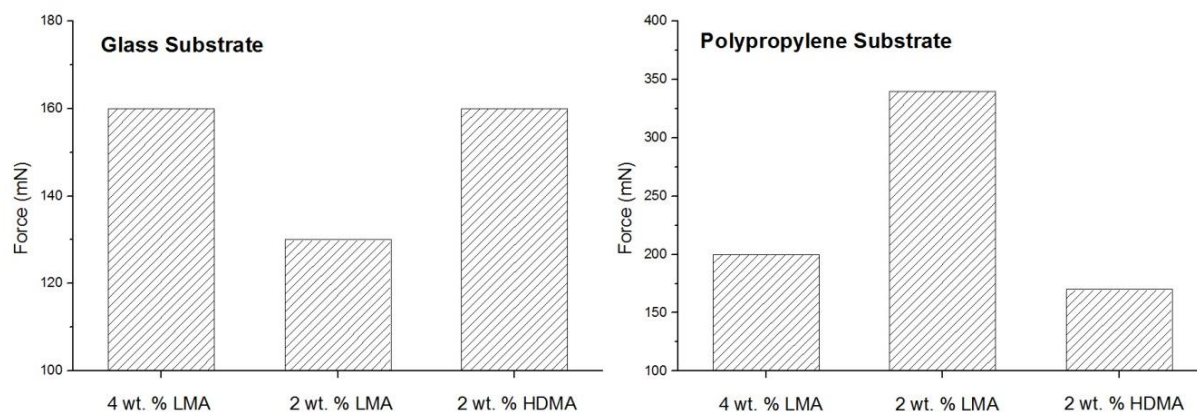 Glass Substrate
Force (mN)
180
160
140
120
100
4 wt. % LMA
2 wt. % LMA
2 wt. % HDMA
Polypropylene Substrate
Force (mN)
400
350
300
250
200
150
100
4 wt. % LMA
2 wt. % LMA
2 wt. % HDMA